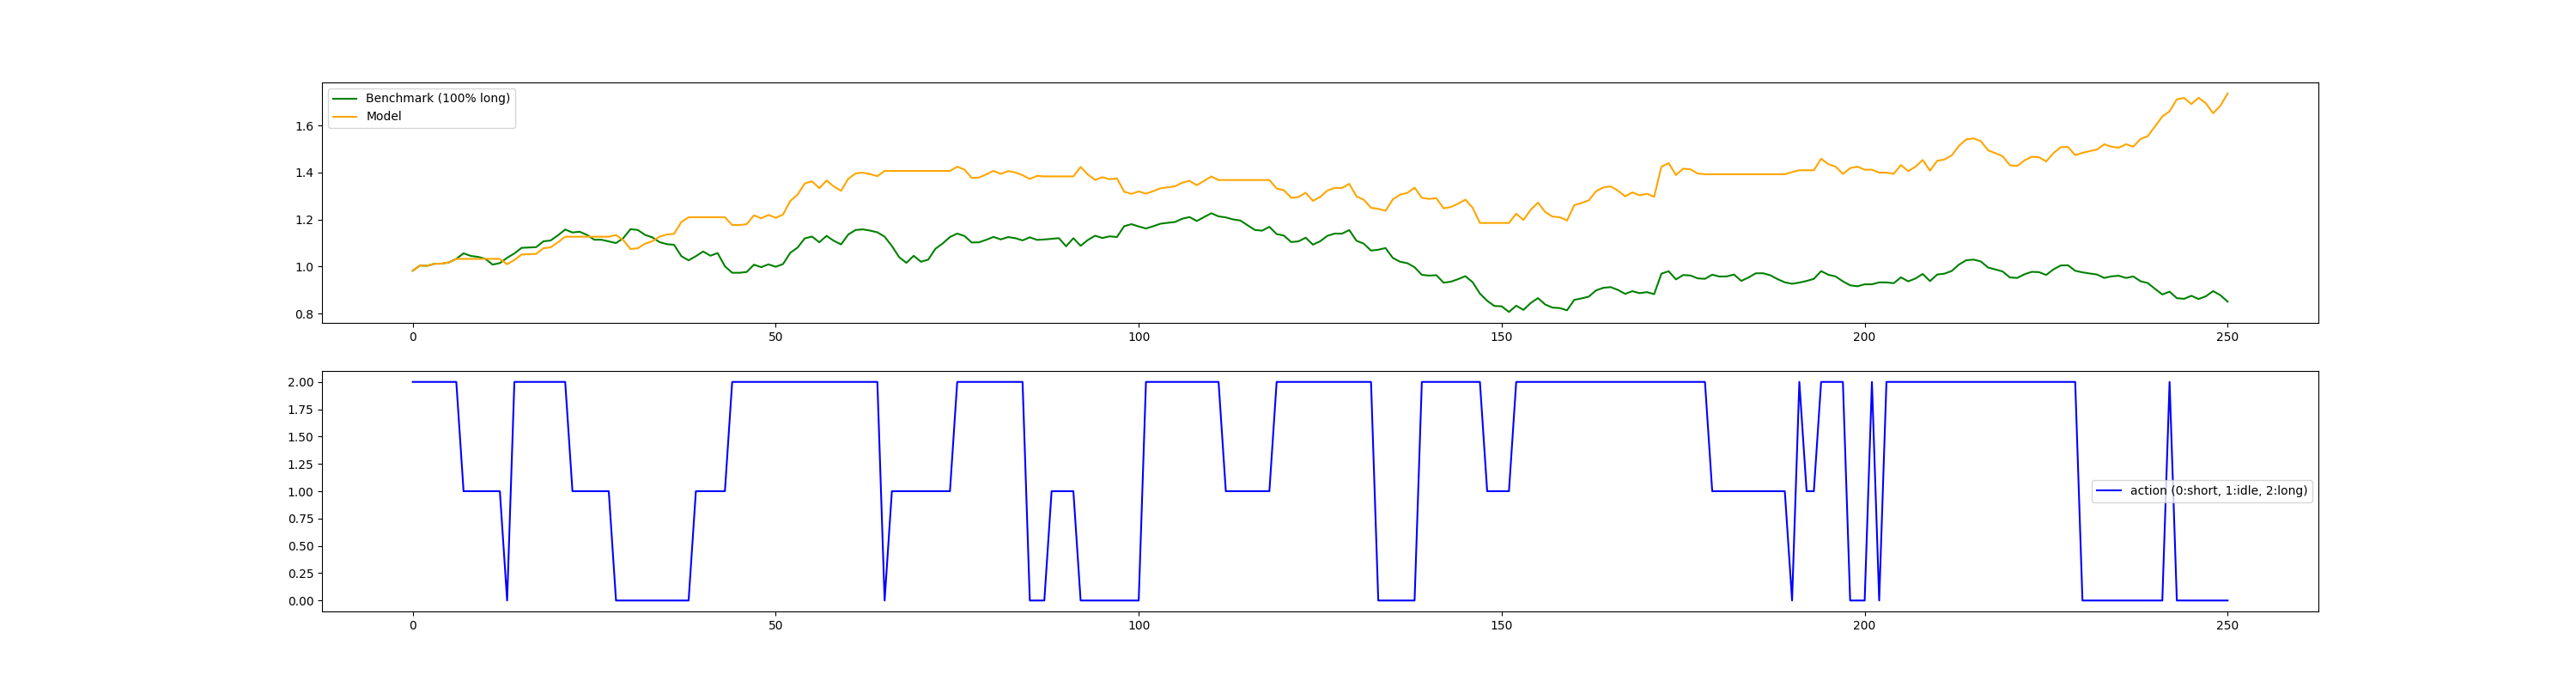 Benchmark (100% long)
Model
1.6
1.4
1.2
1.0
0.8
0 50 100 150 200 250
2.00
1.75
1.50
1.25
1.00
0.75
0.50
0.25
0.00
action (0:short, 1:idle, 2:long)
0 50 100 150 200 250